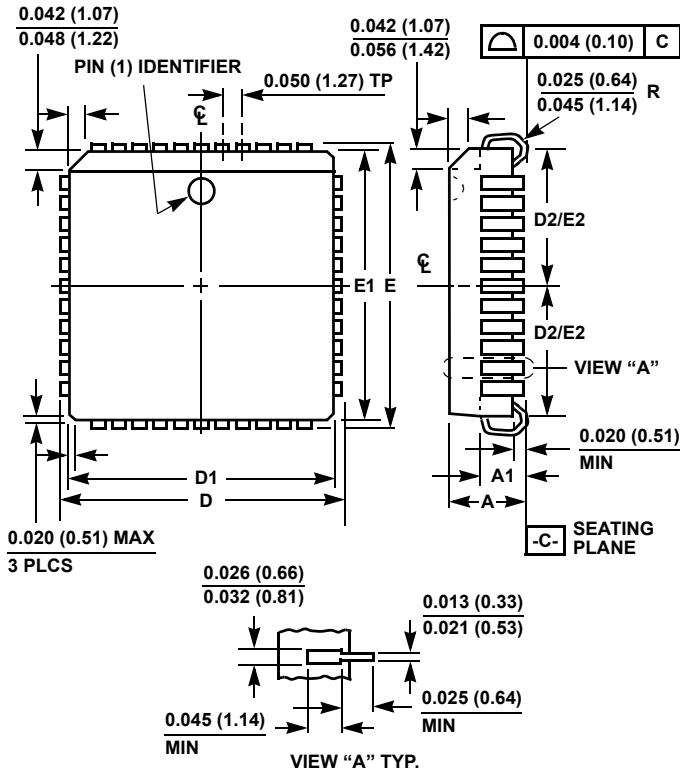 0.042 (1.07)
0.048 (1.22)
PIN (1) IDENTIFIER
0.050 (1.27) TP
0.042 (1.07)
0.056 (1.42)
0.004 (0.10) C
0.025 (0.64)
0.045 (1.14)
R
℄
℄
D2/E2
E1 E
D2/E2
VIEW “A”
0.020 (0.51)
MIN
A1
A
D1
D
0.020 (0.51) MAX
3 PLCS
-C- SEATING
PLANE
0.026 (0.66)
0.032 (0.81)
0.013 (0.33)
0.021 (0.53)
0.025 (0.64)
MIN
0.045 (1.14)
MIN
VIEW “A” TYP.